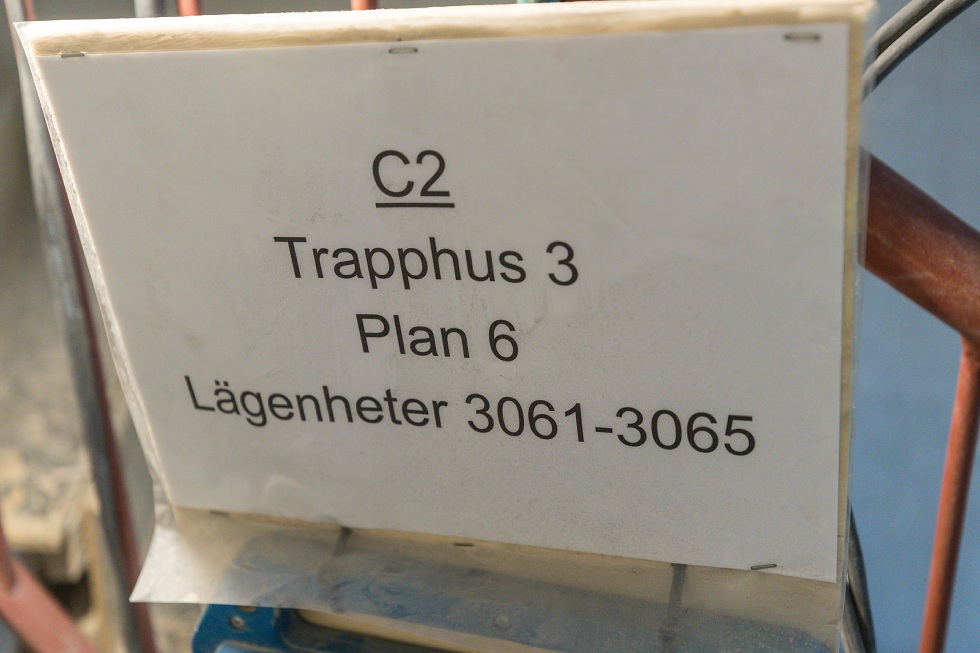 C2
Trapphus 3
Plan 6
Lägenheter 3061-3065